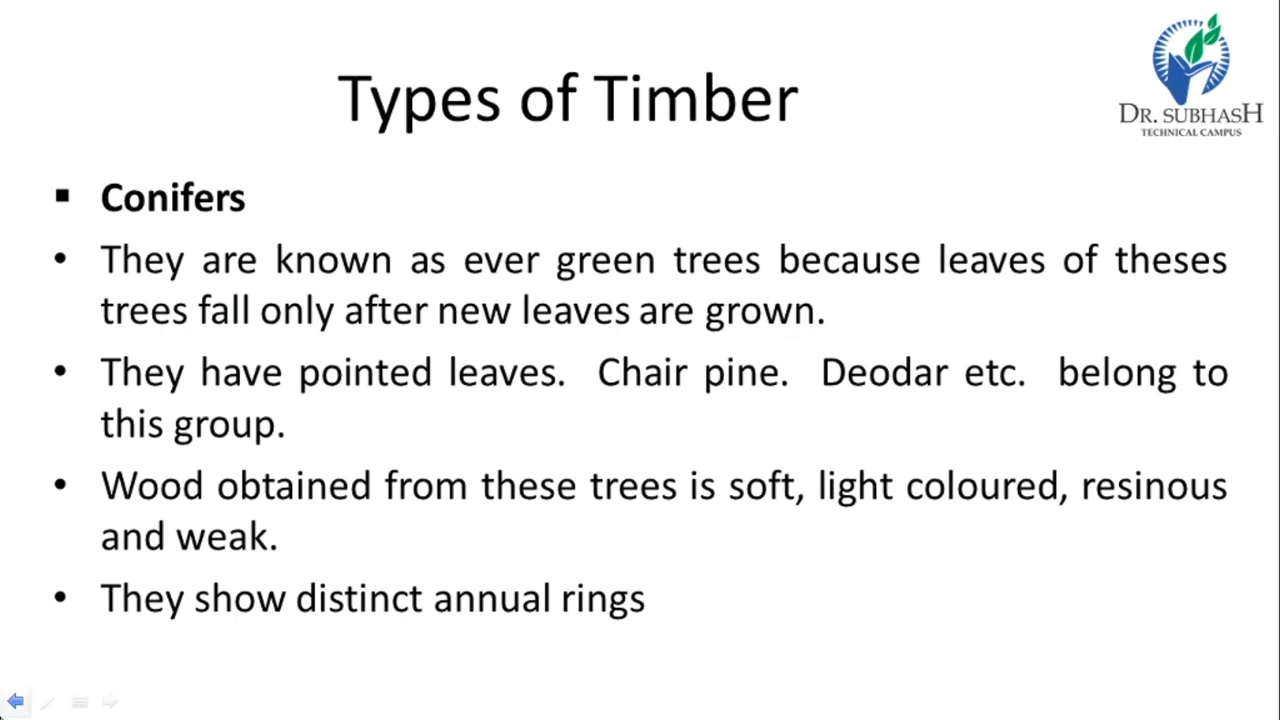 DR. SUBHASH
TECHNICAL CAMPUS
Types of Timber
▪ Conifers
• They are known as ever green trees because leaves of theses
trees fall only after new leaves are grown.
• They have pointed leaves. Chair pine. Deodar etc. belong to
this group.
• Wood obtained from these trees is soft, light coloured, resinous
and weak.
• They show distinct annual rings